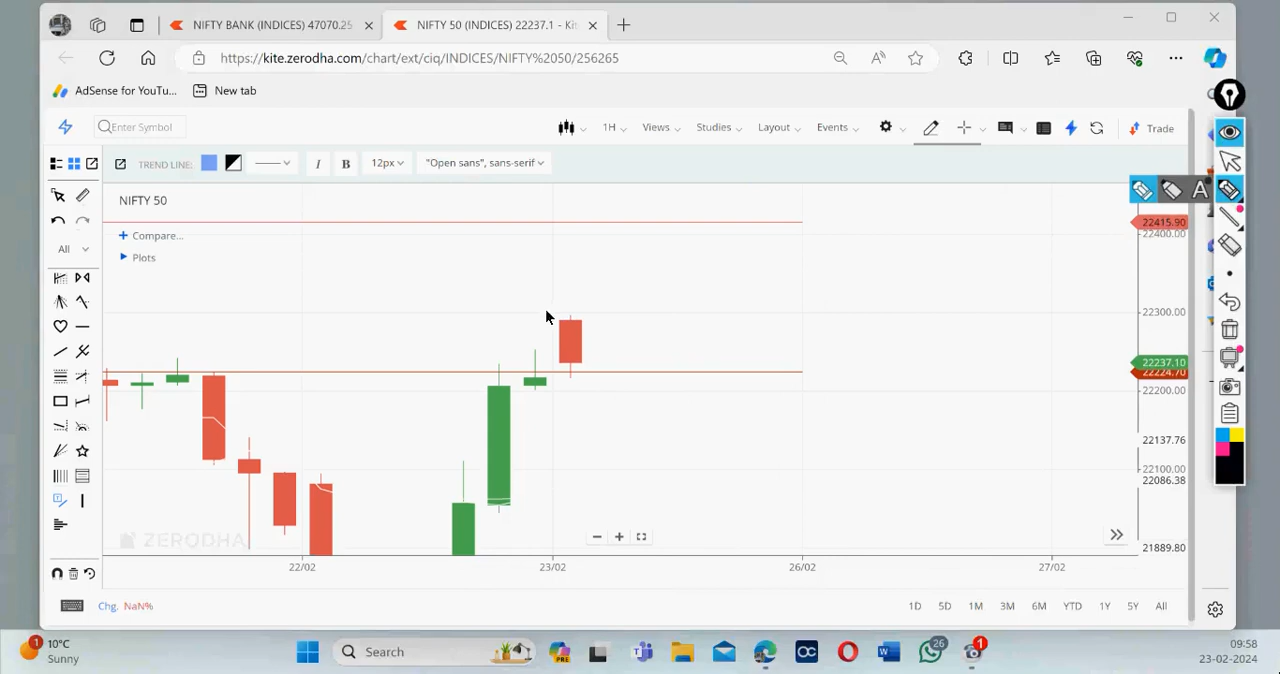 NIFTY BANK (INDICES) 47070.25
NIFTY 50 (INDICES) 22237.1 - Kit
https://kite.zerodha.com/chart/ext/ciq/INDICES/NIFTY%2050/256265
AdSense for YouTu...
New tab
Enter Symbol
1H
Views
Studies
Layout
Events
Trade
TREND LINE:
I
B
12px
"Open sans", sans-serif
A
NIFTY 50
Compare...
Plots
All
22415.90
22400.00
22300.00
22237.10
22224.70
22200.00
22137.76
22100.00
22086.38
21889.80
ZERODHA
22/02
23/02
26/02
27/02
Chg. NaN%
1D 5D 1M 3M 6M YTD 1Y 5Y All
1
10°C
Sunny
Search
PRE
26
1
09:58
23-02-2024